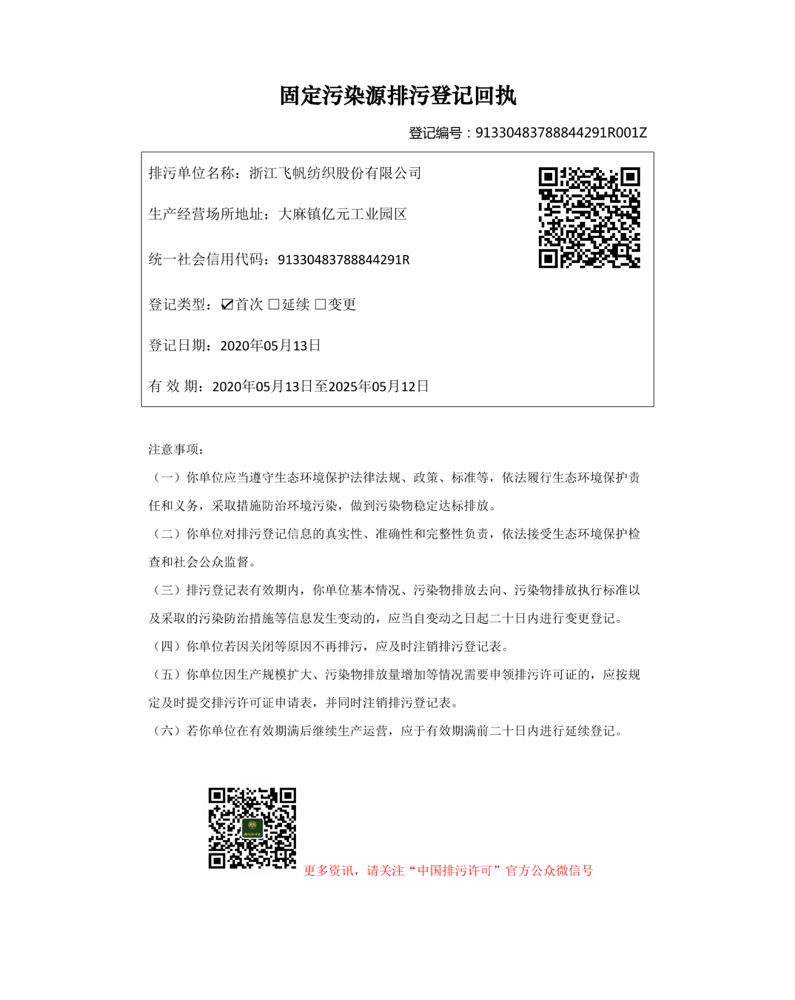 固定污染源排污登记回执
登记编号：91330483788844291R001Z
排污单位名称：浙江飞帆纺织股份有限公司
生产经营场所地址：大麻镇亿元工业园区
统一社会信用代码：91330483788844291R
登记类型：☑首次 □延续 □变更
登记日期：2020年05月13日
有 效 期：2020年05月13日至2025年05月12日
注意事项：
（一）你单位应当遵守生态环境保护法律法规、政策、标准等，依法履行生态环境保护责
任和义务，采取措施防治环境污染，做到污染物稳定达标排放。
（二）你单位对排污登记信息的真实性、准确性和完整性负责，依法接受生态环境保护检
查和社会公众监督。
（三）排污登记表有效期内，你单位基本情况、污染物排放去向、污染物排放执行标准以
及采取的污染防治措施等信息发生变动的，应当自变动之日起二十日内进行变更登记。
（四）你单位若因关闭等原因不再排污，应及时注销排污登记表。
（五）你单位因生产规模扩大、污染物排放量增加等情况需要申领排污许可证的，应按规
定及时提交排污许可证申请表，并同时注销排污登记表。
（六）若你单位在有效期满后继续生产运营，应于有效期满前二十日内进行延续登记。
排污许可证
更多资讯，请关注“中国排污许可”官方公众微信号